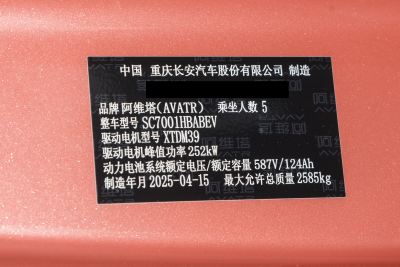 中国 重庆长安汽车股份有限公司 制造
品牌 阿维塔(AVATR) 乘坐人数 5
整车型号 SC7001HBABEV
驱动电机型号 XTDM39
驱动电机峰值功率 252kW
动力电池系统额定电压/额定容量 587V/124Ah
制造年月 2025-04-15 最大允许总质量 2585kg